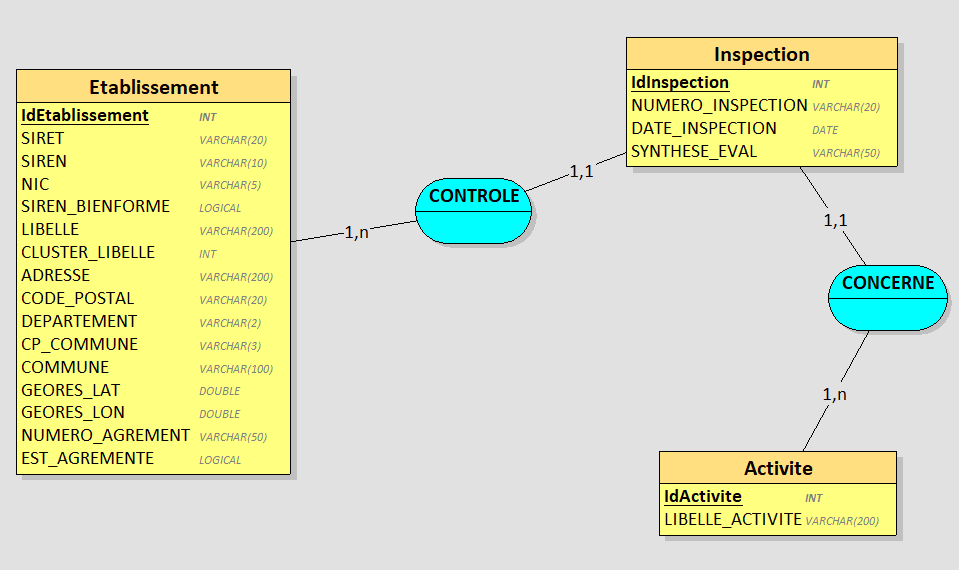 Etablissement
IdEtablissement INT
SIRET VARCHAR(20)
SIREN VARCHAR(10)
NIC VARCHAR(5)
SIREN_BIENFORME LOGICAL
LIBELLE VARCHAR(200)
CLUSTER_LIBELLE INT
ADRESSE VARCHAR(200)
CODE_POSTAL VARCHAR(20)
DEPARTEMENT VARCHAR(2)
CP_COMMUNE VARCHAR(3)
COMMUNE VARCHAR(100)
GEORES_LAT DOUBLE
GEORES_LON DOUBLE
NUMERO_AGREMENT VARCHAR(50)
EST_AGREMENTE LOGICAL
1,n
CONTROLE
1,1
Inspection
IdInspection INT
NUMERO_INSPECTION VARCHAR(20)
DATE_INSPECTION DATE
SYNTHESE_EVAL VARCHAR(50)
1,1
CONCERNE
1,n
Activite
IdActivite INT
LIBELLE_ACTIVITE VARCHAR(200)